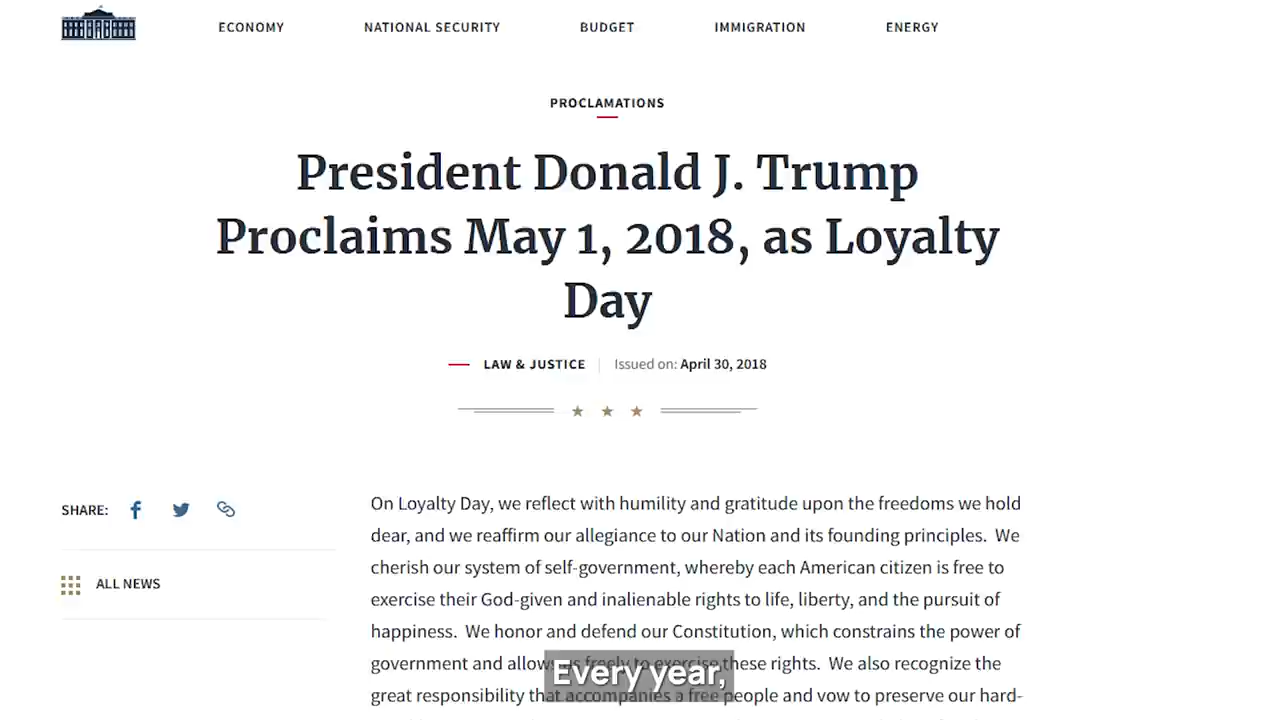 ECONOMY NATIONAL SECURITY BUDGET IMMIGRATION ENERGY
PROCLAMATIONS
President Donald J. Trump
Proclaims May 1, 2018, as Loyalty
Day
LAW & JUSTICE Issued on: April 30, 2018
SHARE:
ALL NEWS
On Loyalty Day, we reflect with humility and gratitude upon the freedoms we hold
dear, and we reaffirm our allegiance to our Nation and its founding principles. We
cherish our system of self-government, whereby each American citizen is free to
exercise their God-given and inalienable rights to life, liberty, and the pursuit of
happiness. We honor and defend our Constitution, which constrains the power of
government and allows us freely to exercise these rights. We also recognize the
great responsibility that accompanies a free people and vow to preserve our hard-
Every year,